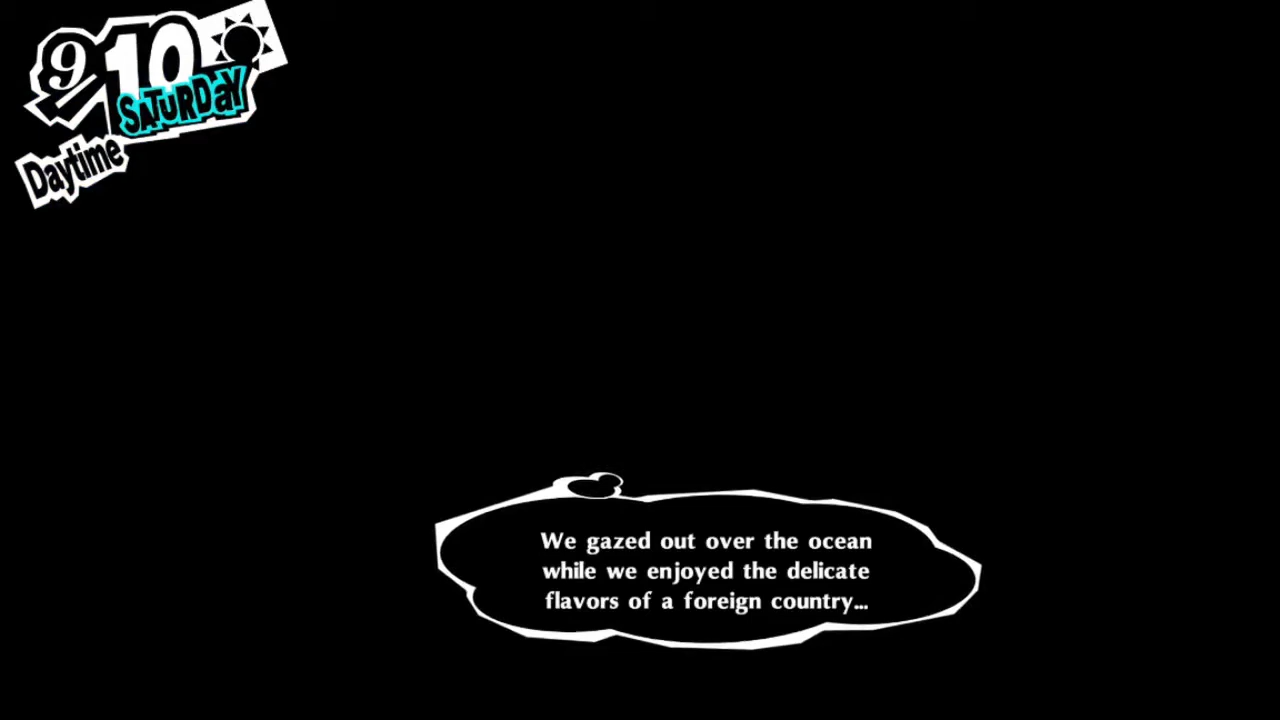 9/10
SATURDaY
Daytime
We gazed out over the ocean
while we enjoyed the delicate
flavors of a foreign country...